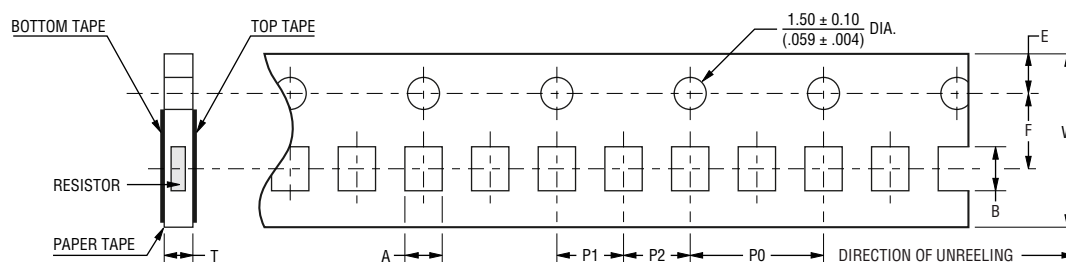 BOTTOM TAPE
TOP TAPE
1.50 ± 0.10
(.059 ± .004)
DIA.
E
F
W
RESISTOR
B
PAPER TAPE
T
A
P1
P2
P0
DIRECTION OF UNREELING